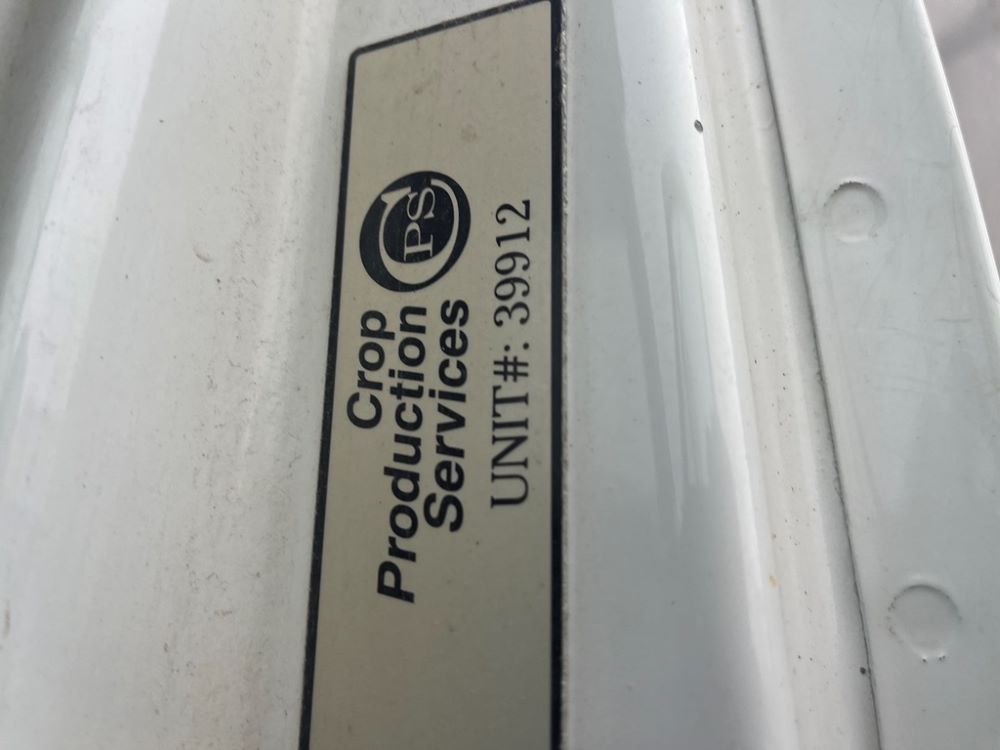 Crop
Production
Services
CPS
UNIT#: 39912